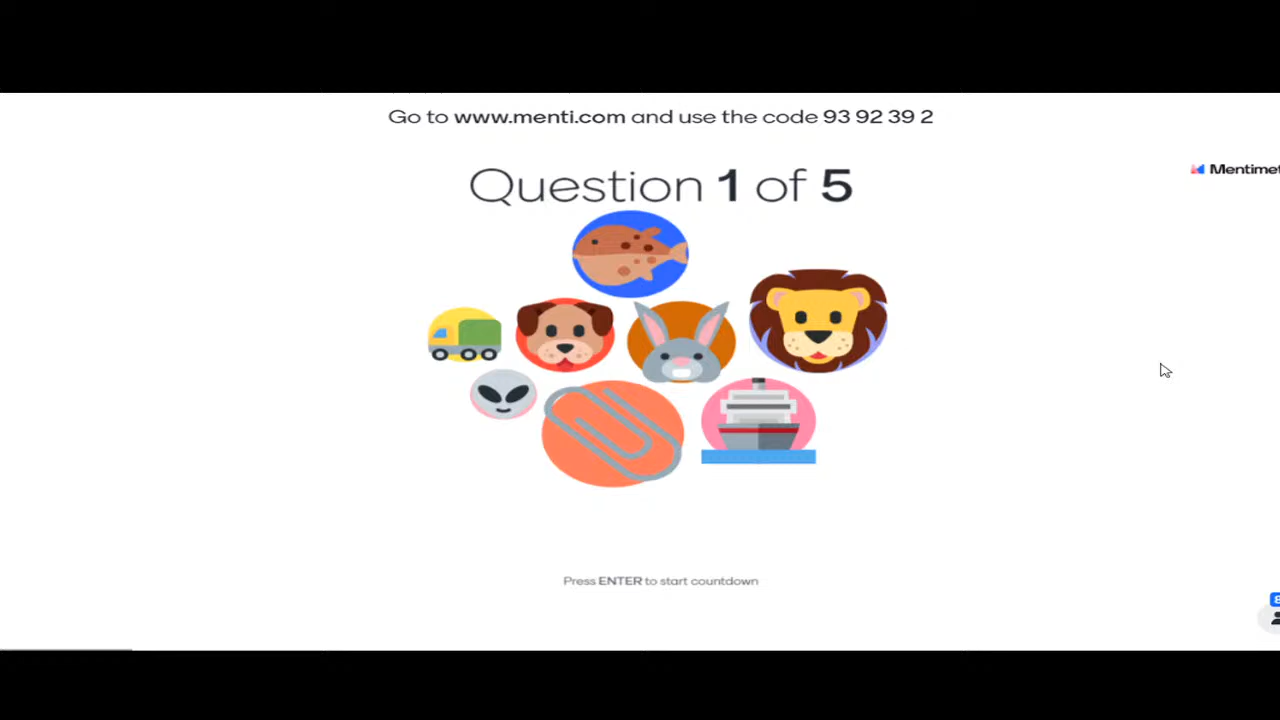 Go to www.menti.com and use the code 93 92 39 2
Mentimet
Question 1 of 5
Press ENTER to start countdown